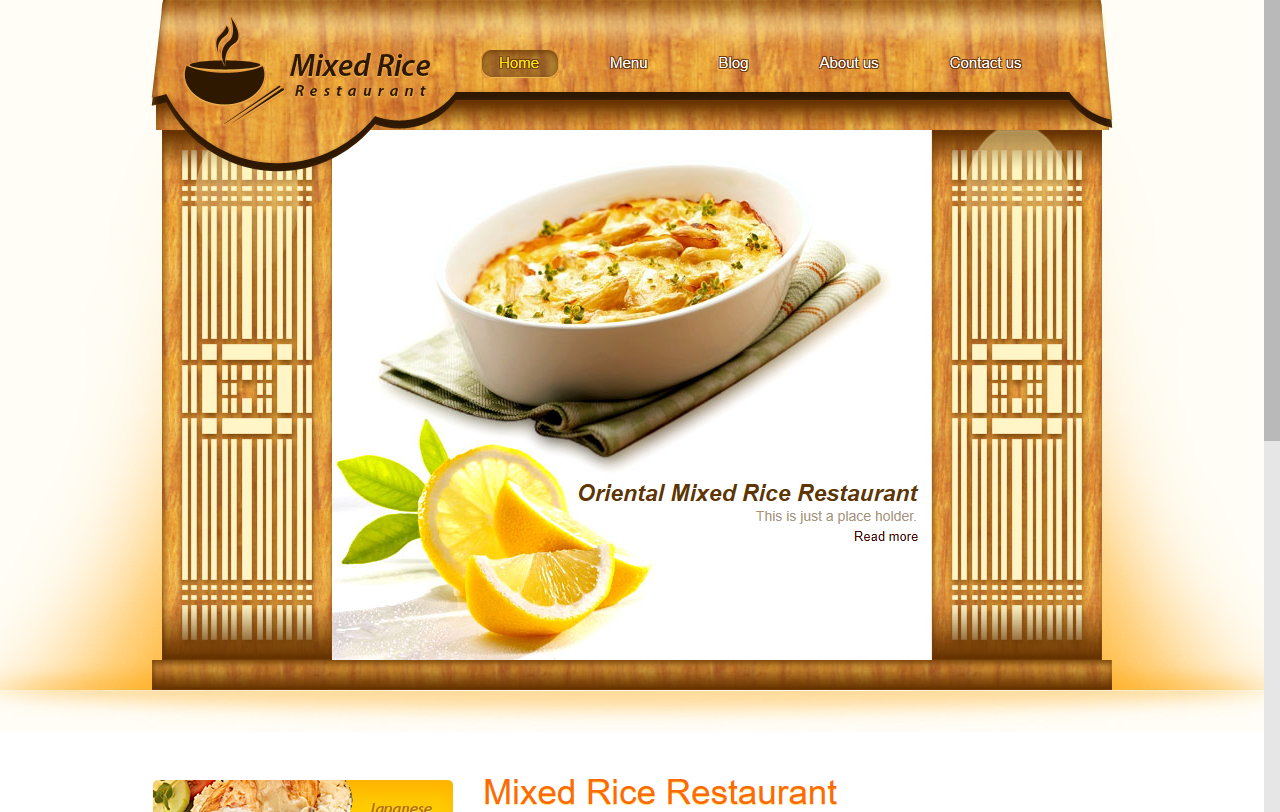 Mixed Rice
Restaurant
Home
Menu
Blog
About us
Contact us
Oriental Mixed Rice Restaurant
This is just a place holder.
Read more
Japanese
Mixed Rice Restaurant